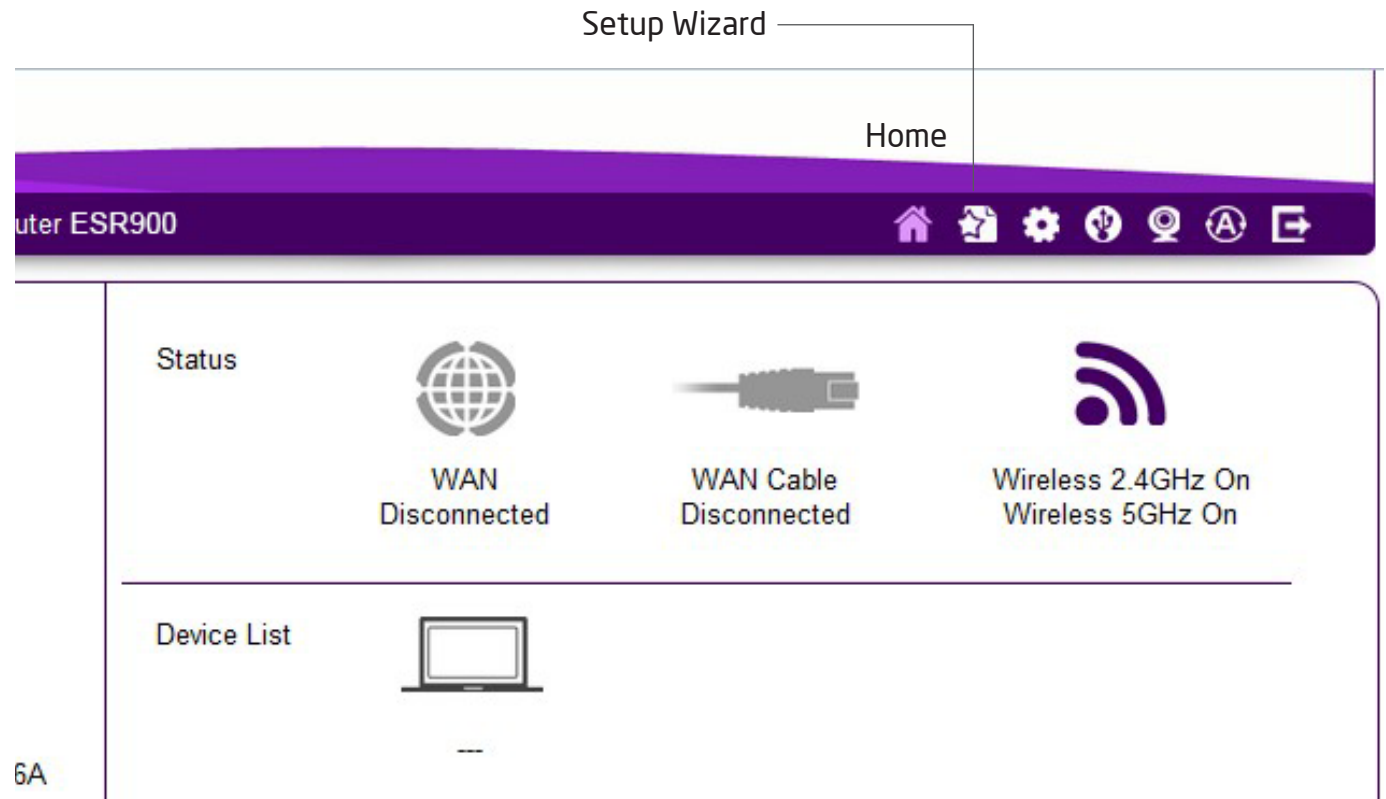 Setup Wizard
Home
uter ESR900
A
Status
WAN
Disconnected
WAN Cable
Disconnected
Wireless 2.4GHz On
Wireless 5GHz On
Device List
---
6A